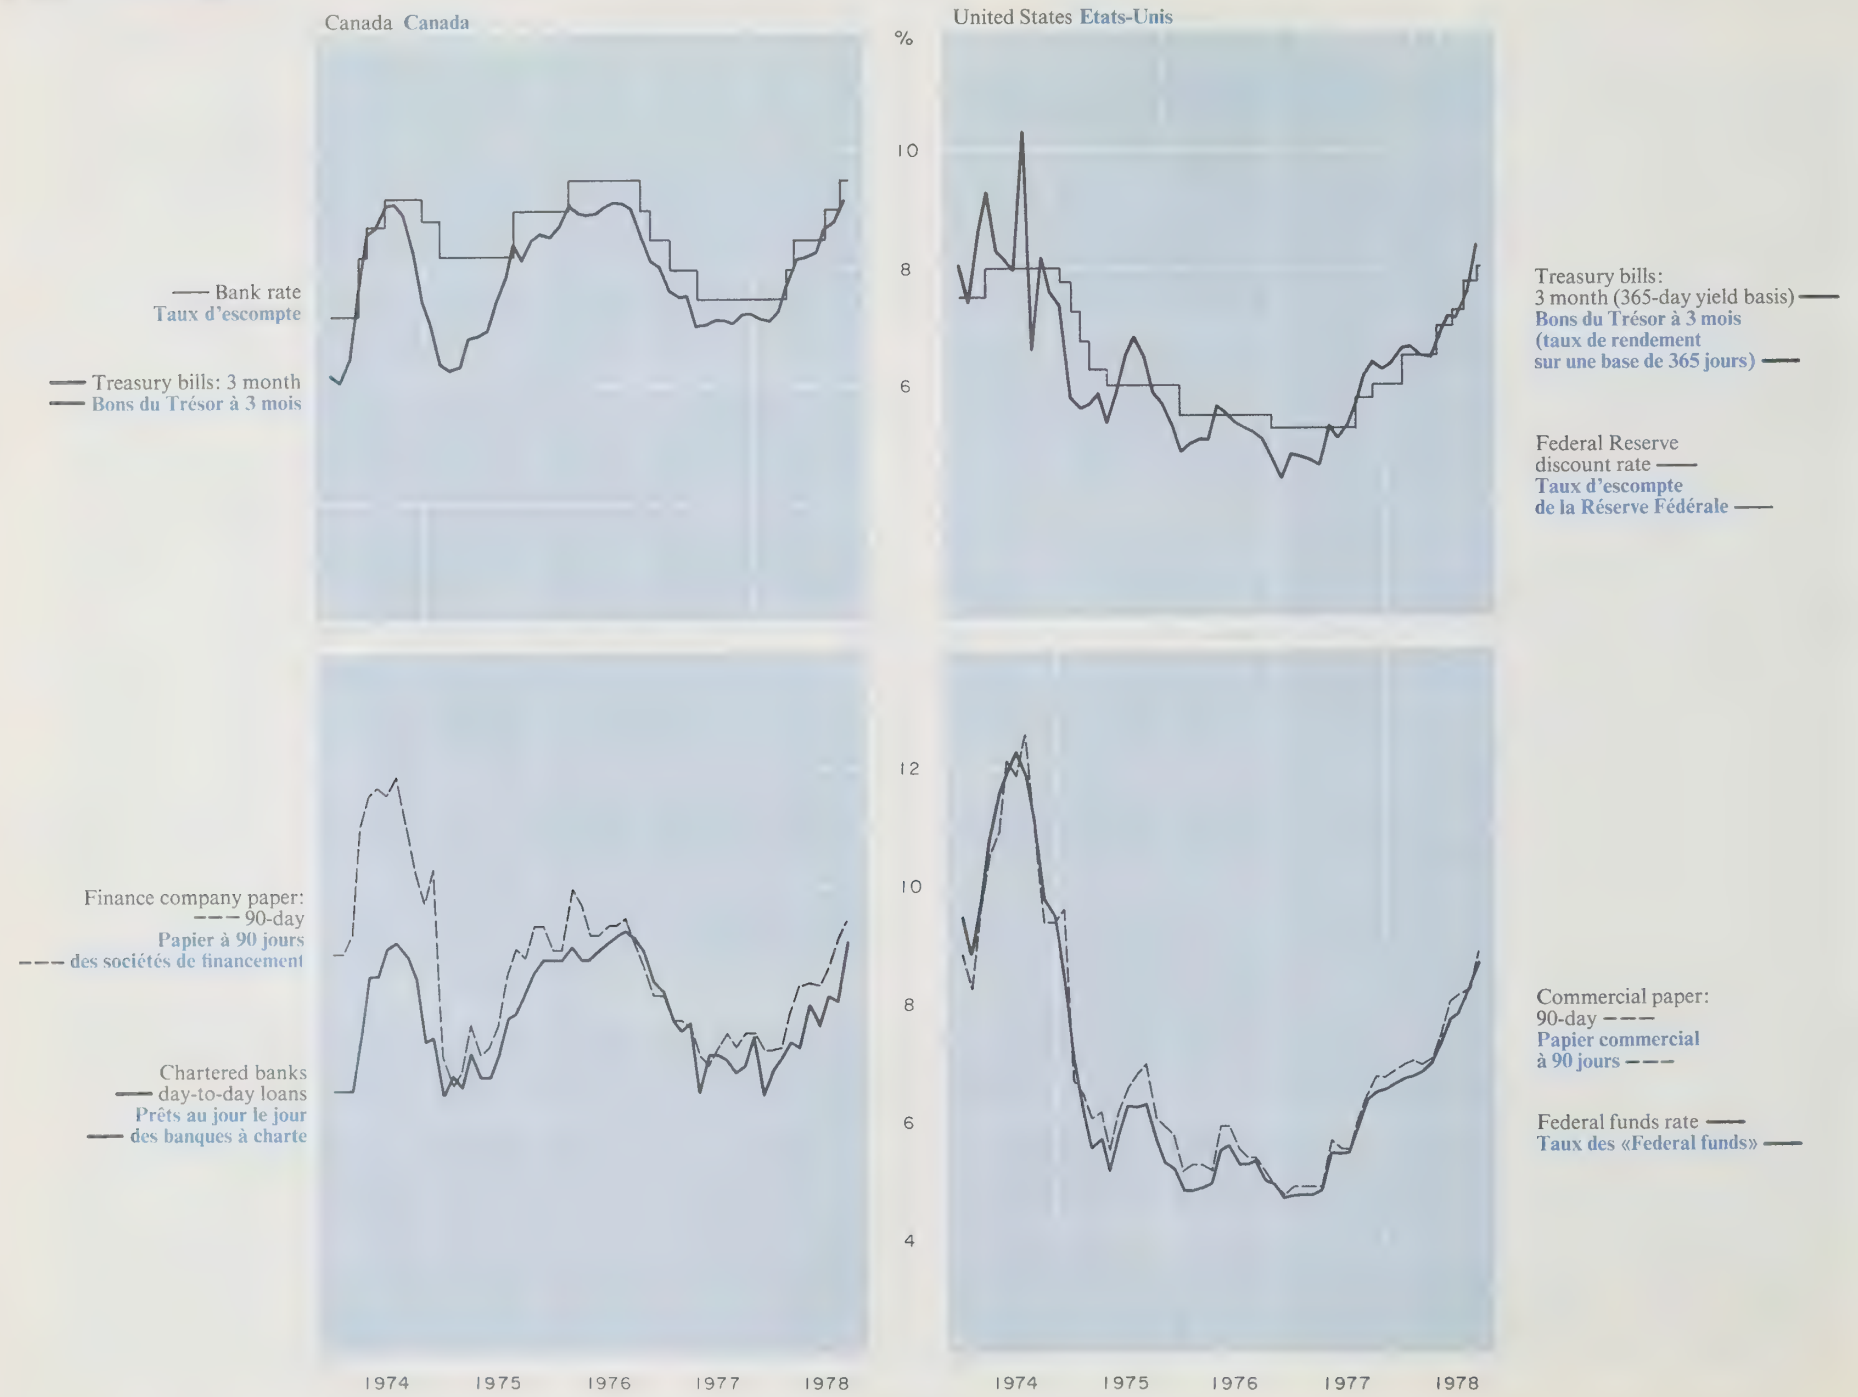 Canada Canada
United States Etats-Unis
%
10
8
6
Bank rate
Taux d'escompte
Treasury bills: 3 month
Bons du Trésor à 3 mois
Treasury bills:
3 month (365-day yield basis)
Bons du Trésor à 3 mois
(taux de rendement
sur une base de 365 jours)
Federal Reserve
discount rate
Taux d'escompte
de la Réserve Fédérale
12
10
8
6
4
Finance company paper:
90-day
Papier à 90 jours
des sociétés de financement
Chartered banks
day-to-day loans
Prêts au jour le jour
des banques à charte
Commercial paper:
90-day
Papier commercial
à 90 jours
Federal funds rate
Taux des «Federal funds»
1974 1975 1976 1977 1978
1974 1975 1976 1977 1978